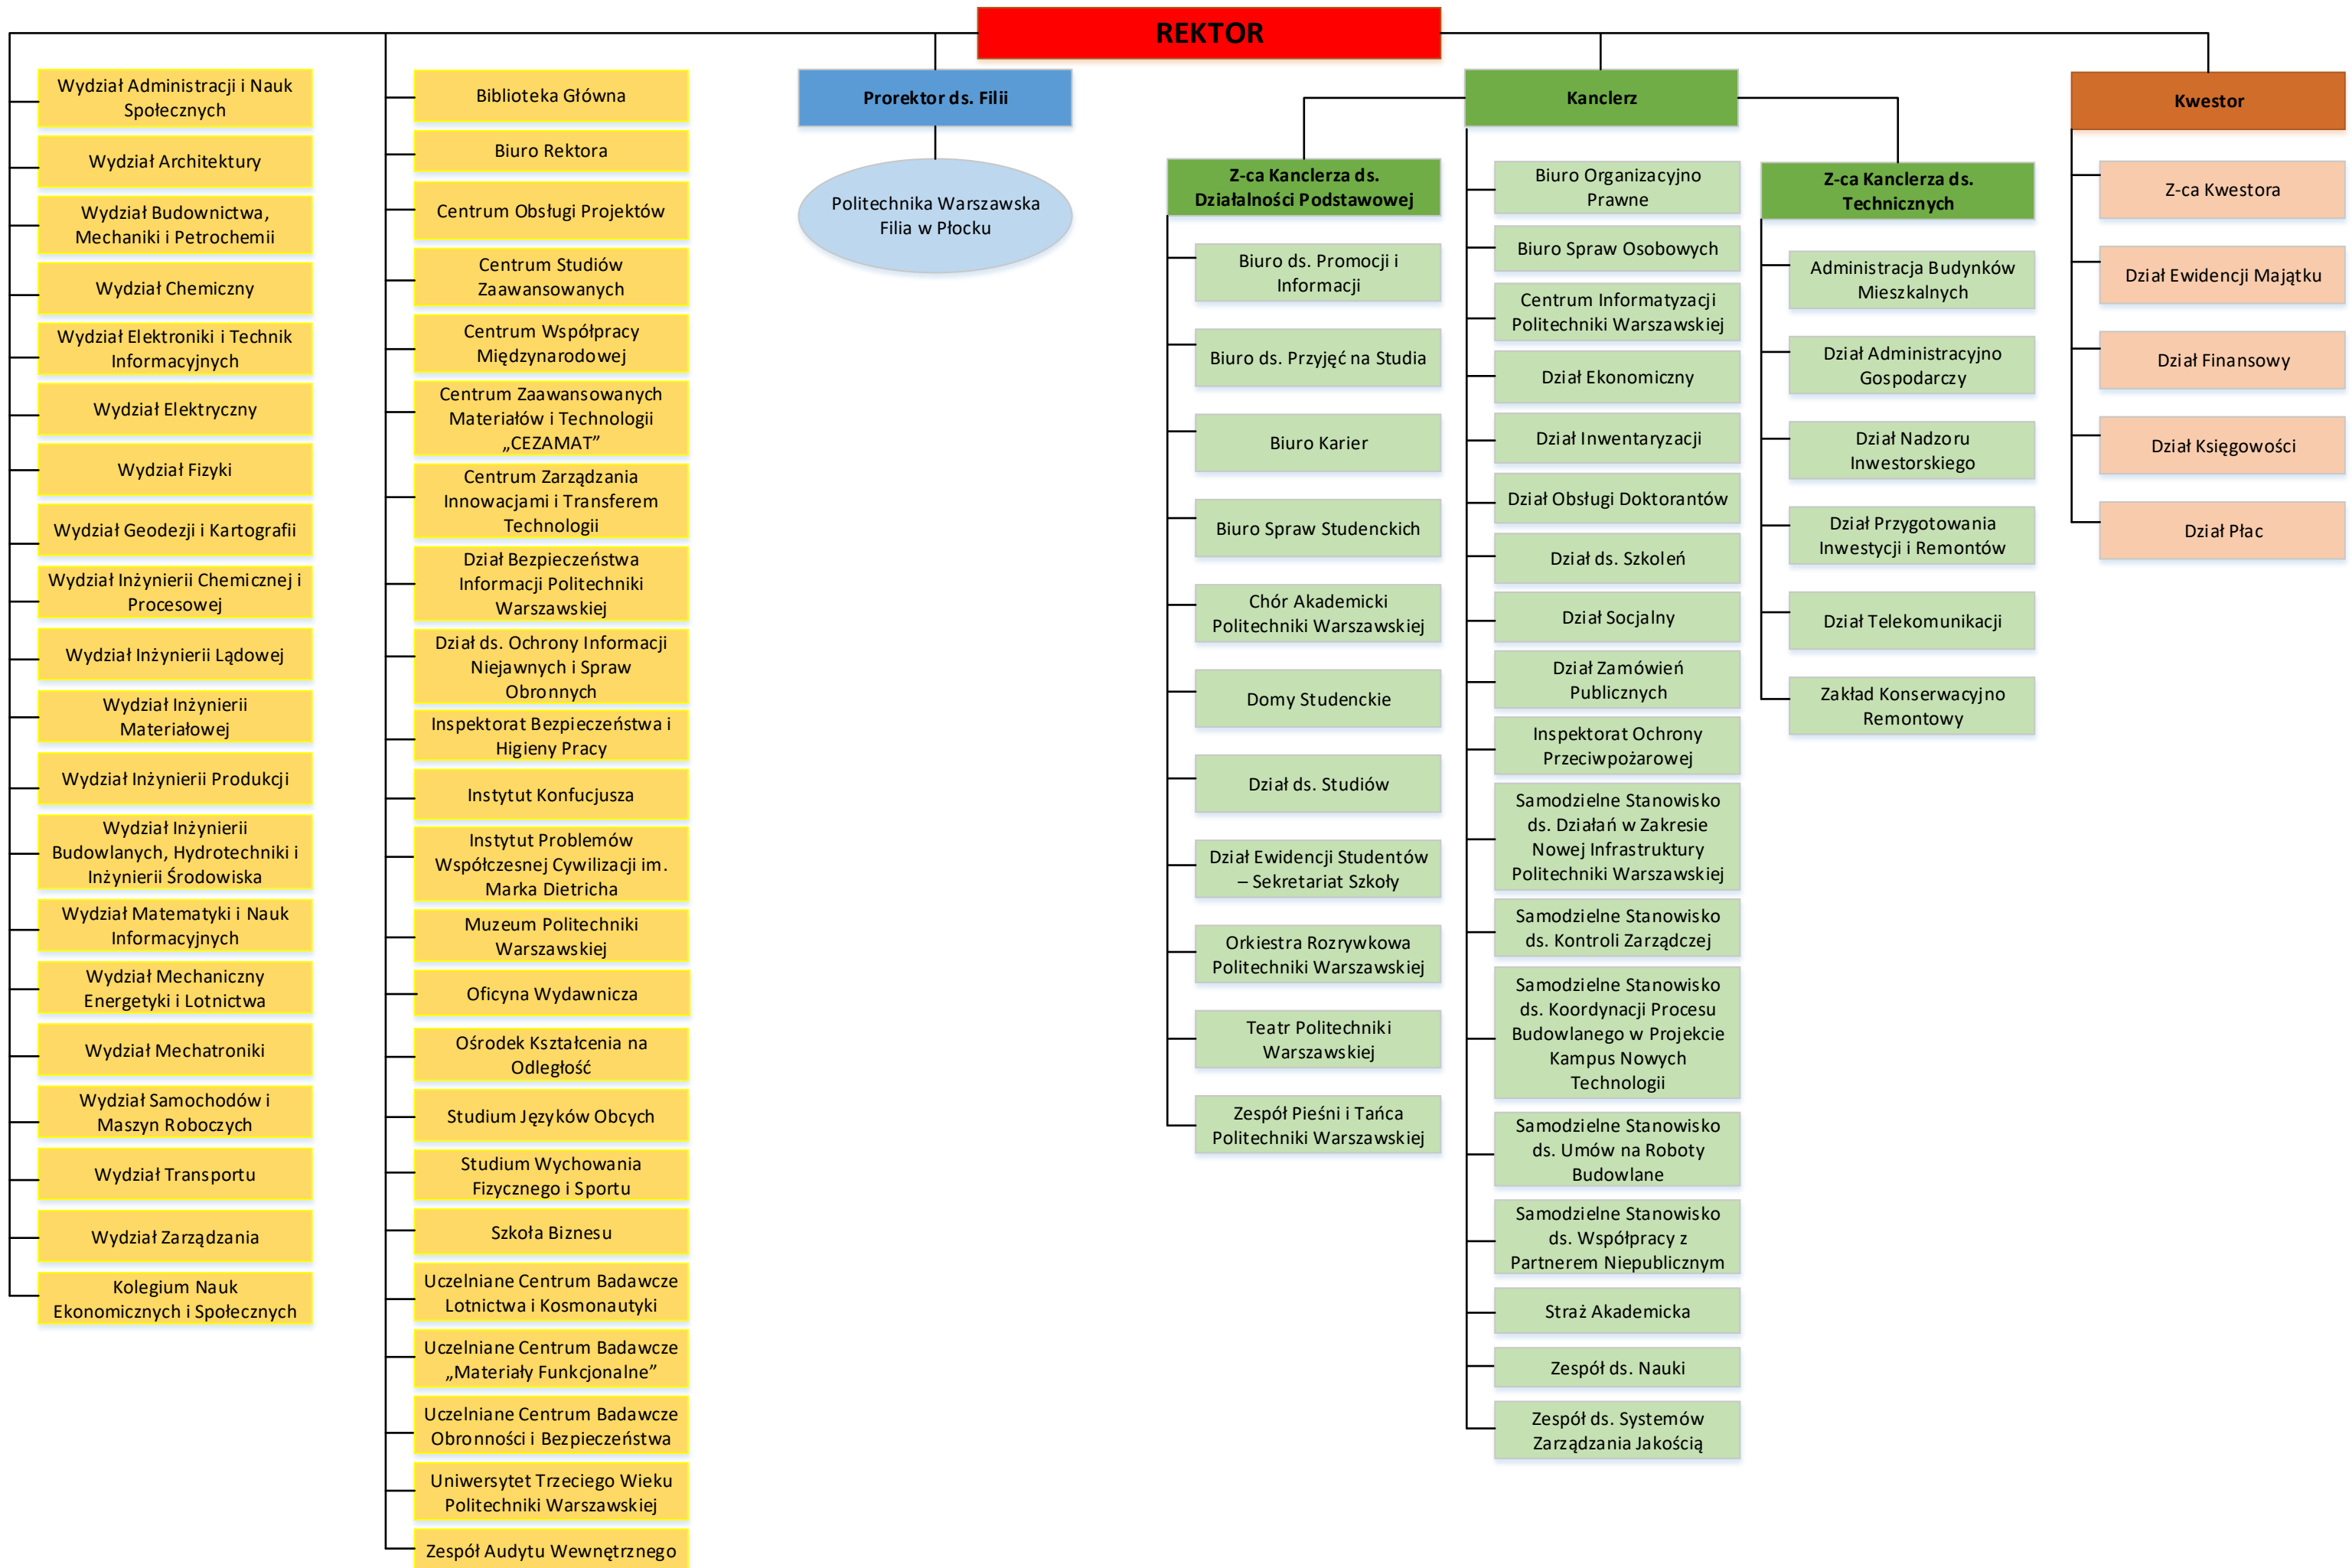 REKTOR
Wydział Administracji i Nauk
Społecznych
Wydział Architektury
Wydział Budownictwa,
Mechaniki i Petrochemii
Wydział Chemiczny
Wydział Elektroniki i Technik
Informacyjnych
Wydział Elektryczny
Wydział Fizyki
Wydział Geodezji i Kartografii
Wydział Inżynierii Chemicznej i
Procesowej
Wydział Inżynierii Lądowej
Wydział Inżynierii
Materiałowej
Wydział Inżynierii Produkcji
Wydział Inżynierii
Budowlanych, Hydrotechniki i
Inżynierii Środowiska
Wydział Matematyki i Nauk
Informacyjnych
Wydział Mechaniczny
Energetyki i Lotnictwa
Wydział Mechatroniki
Wydział Samochodów i
Maszyn Roboczych
Wydział Transportu
Wydział Zarządzania
Kolegium Nauk
Ekonomicznych i Społecznych
Biblioteka Główna
Biuro Rektora
Centrum Obsługi Projektów
Centrum Studiów
Zaawansowanych
Centrum Współpracy
Międzynarodowej
Centrum Zaawansowanych
Materiałów i Technologii
„CEZAMAT”
Centrum Zarządzania
Innowacjami i Transferem
Technologii
Dział Bezpieczeństwa
Informacji Politechniki
Warszawskiej
Dział ds. Ochrony Informacji
Niejawnych i Spraw
Obronnych
Inspektorat Bezpieczeństwa i
Higieny Pracy
Instytut Konfucjusza
Instytut Problemów
Współczesnej Cywilizacji im.
Marka Dietricha
Muzeum Politechniki
Warszawskiej
Oficyna Wydawnicza
Ośrodek Kształcenia na
Odległość
Studium Języków Obcych
Studium Wychowania
Fizycznego i Sportu
Szkoła Biznesu
Uczelniane Centrum Badawcze
Lotnictwa i Kosmonautyki
Uczelniane Centrum Badawcze
„Materiały Funkcjonalne”
Uczelniane Centrum Badawcze
Obronności i Bezpieczeństwa
Uniwersytet Trzeciego Wieku
Politechniki Warszawskiej
Zespół Audytu Wewnętrznego
Prorektor ds. Filii
Politechnika Warszawska
Filia w Płocku
Kanclerz
Z-ca Kanclerza ds.
Działalności Podstawowej
Biuro ds. Promocji i
Informacji
Biuro ds. Przyjęć na Studia
Biuro Karier
Biuro Spraw Studenckich
Chór Akademicki
Politechniki Warszawskiej
Domy Studenckie
Dział ds. Studiów
Dział Ewidencji Studentów
– Sekretariat Szkoły
Orkiestra Rozrywkowa
Politechniki Warszawskiej
Teatr Politechniki
Warszawskiej
Zespół Pieśni i Tańca
Politechniki Warszawskiej
Biuro Organizacyjno
Prawne
Biuro Spraw Osobowych
Centrum Informatyzacji
Politechniki Warszawskiej
Dział Ekonomiczny
Dział Inwentaryzacji
Dział Obsługi Doktorantów
Dział ds. Szkoleń
Dział Socjalny
Dział Zamówień
Publicznych
Inspektorat Ochrony
Przeciwpożarowej
Samodzielne Stanowisko
ds. Działań w Zakresie
Nowej Infrastruktury
Politechniki Warszawskiej
Samodzielne Stanowisko
ds. Kontroli Zarządczej
Samodzielne Stanowisko
ds. Koordynacji Procesu
Budowlanego w Projekcie
Kampus Nowych
Technologii
Samodzielne Stanowisko
ds. Umów na Roboty
Budowlane
Samodzielne Stanowisko
ds. Współpracy z
Partnerem Niepublicznym
Straż Akademicka
Zespół ds. Nauki
Zespół ds. Systemów
Zarządzania Jakością
Z-ca Kanclerza ds.
Technicznych
Administracja Budynków
Mieszkalnych
Dział Administracyjno
Gospodarczy
Dział Nadzoru
Inwestorskiego
Dział Przygotowania
Inwestycji i Remontów
Dział Telekomunikacji
Zakład Konserwacyjno
Remontowy
Kwestor
Z-ca Kwestora
Dział Ewidencji Majątku
Dział Finansowy
Dział Księgowości
Dział Płac